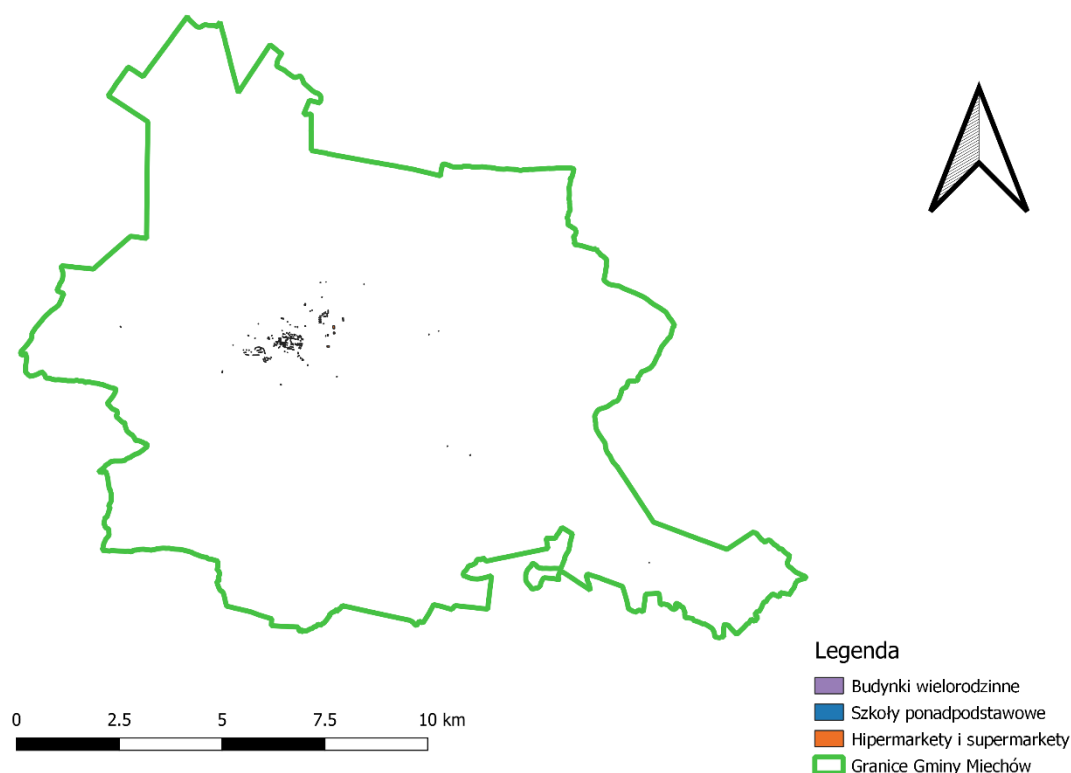 Legenda
Budynki wielorodzinne
Szkoły ponadpodstawowe
Hipermarkety i supermarkety
Granice Gminy Miechów
0 2.5 5 7.5 10 km